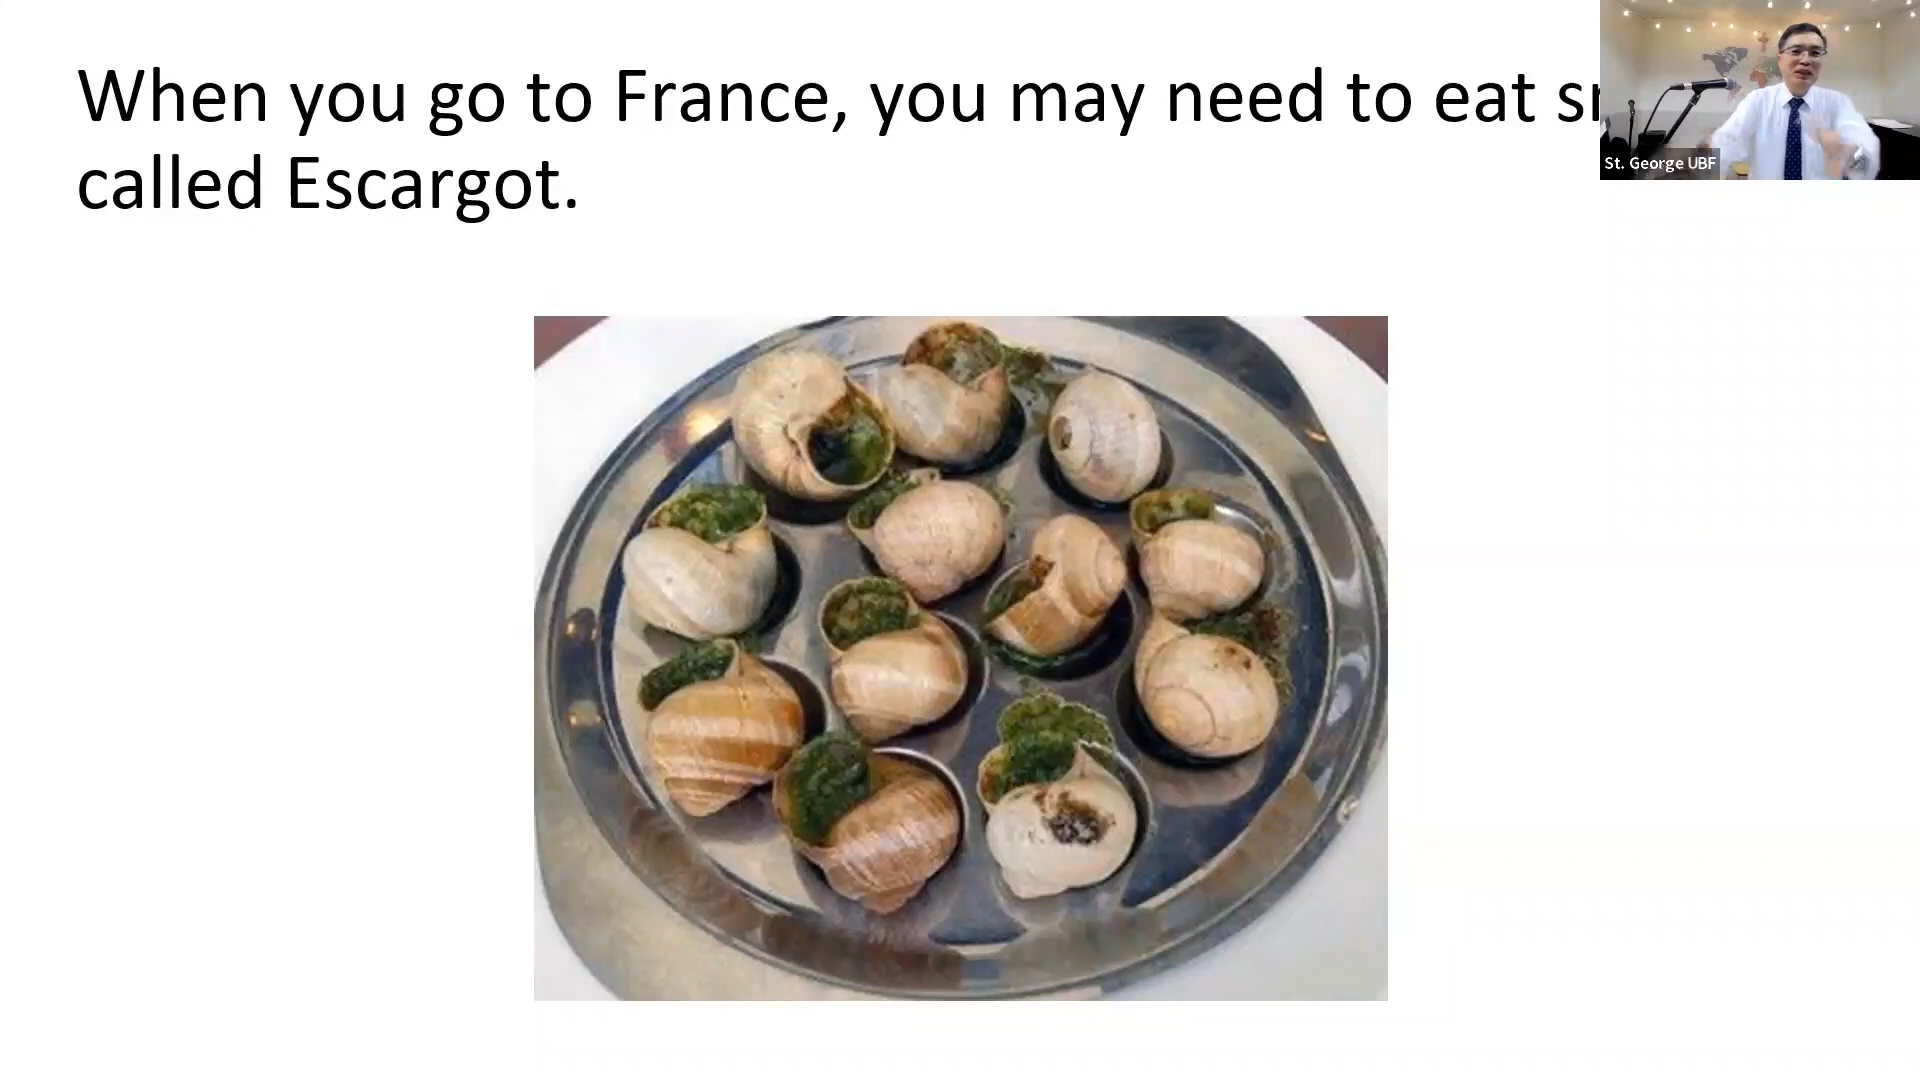 When you go to France, you may need to eat
called Escargot.
St. George UBF